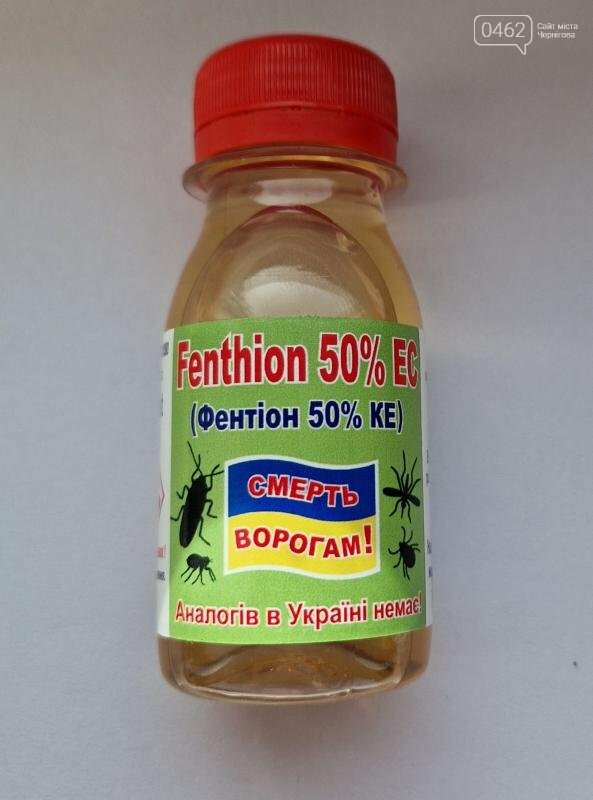 0462
Сайт міста
Чернігова
Fenthion 50% EC
(Фентіон 50% КЕ)
СМЕРТЬ
ВОРОГАМ!
Аналогів в Україні немає!